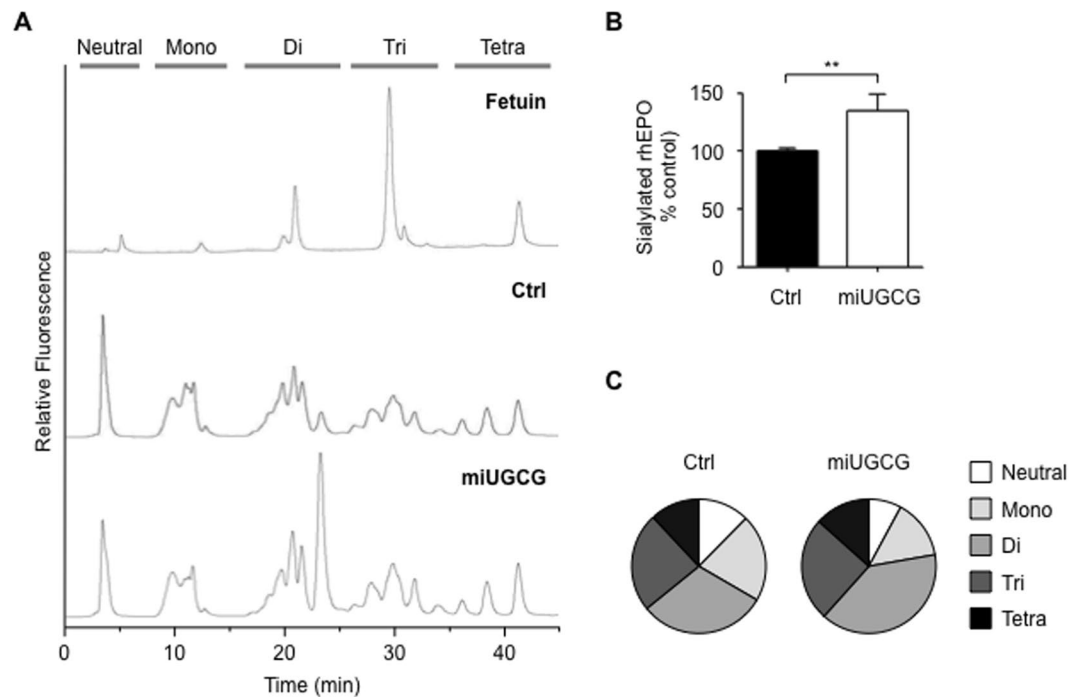 A
Neutral Mono Di Tri Tetra
Fetuin
Ctrl
miUGCG
Relative Fluorescence
0 10 20 30 40
Time (min)
B
**
Sialylated rhEPO
% control)
150
100
50
0
Ctrl miUGCG
C
Ctrl miUGCG
Neutral
Mono
Di
Tri
Tetra